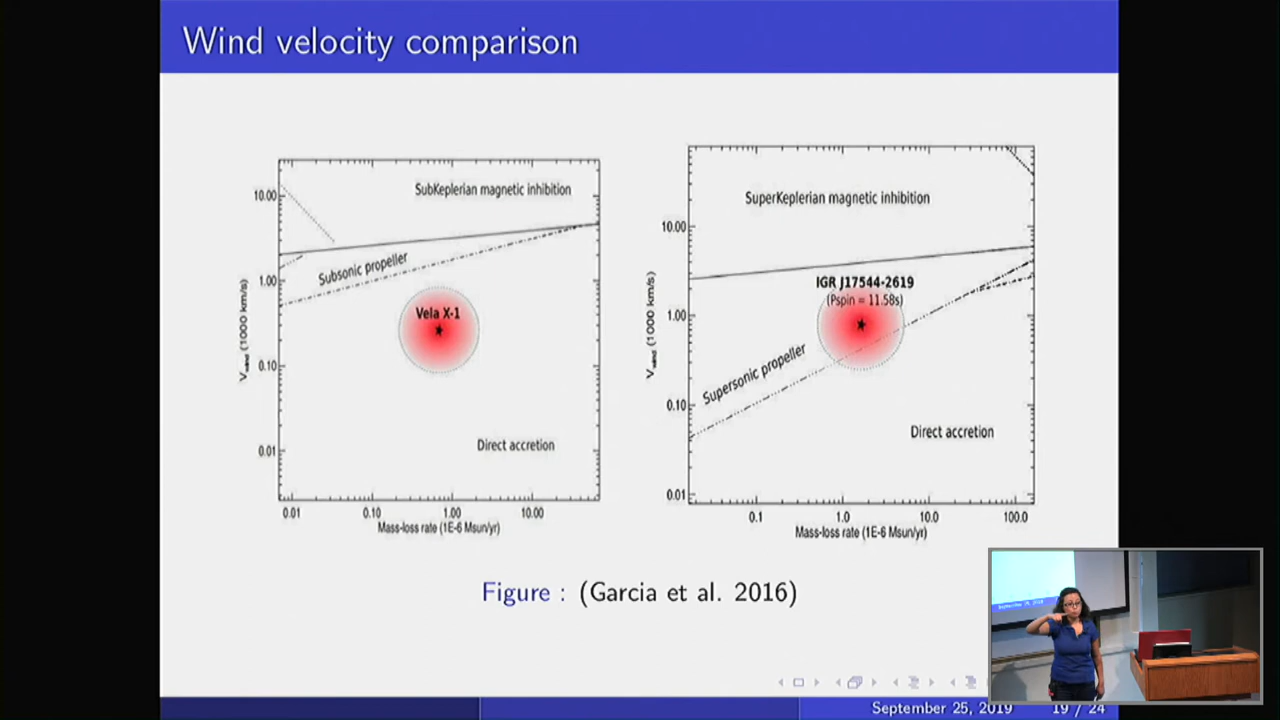 Wind velocity comparison
10.00
1.00
0.10
0.01
V_wind (1000 km/s)
SubKeplerian magnetic inhibition
Subsonic propeller
Vela X-1
Direct accretion
0.01 0.10 1.00 10.00
Mass-loss rate (1E-6 Msun/yr)
10.00
1.00
0.10
0.01
V_wind (1000 km/s)
SuperKeplerian magnetic inhibition
IGR J17544-2619
(Pspin = 11.58s)
Supersonic propeller
Direct accretion
0.1 1.0 10.0 100.0
Mass-loss rate (1E-6 Msun/yr)
Figure : (Garcia et al. 2016)
September 25, 2019 19 / 24